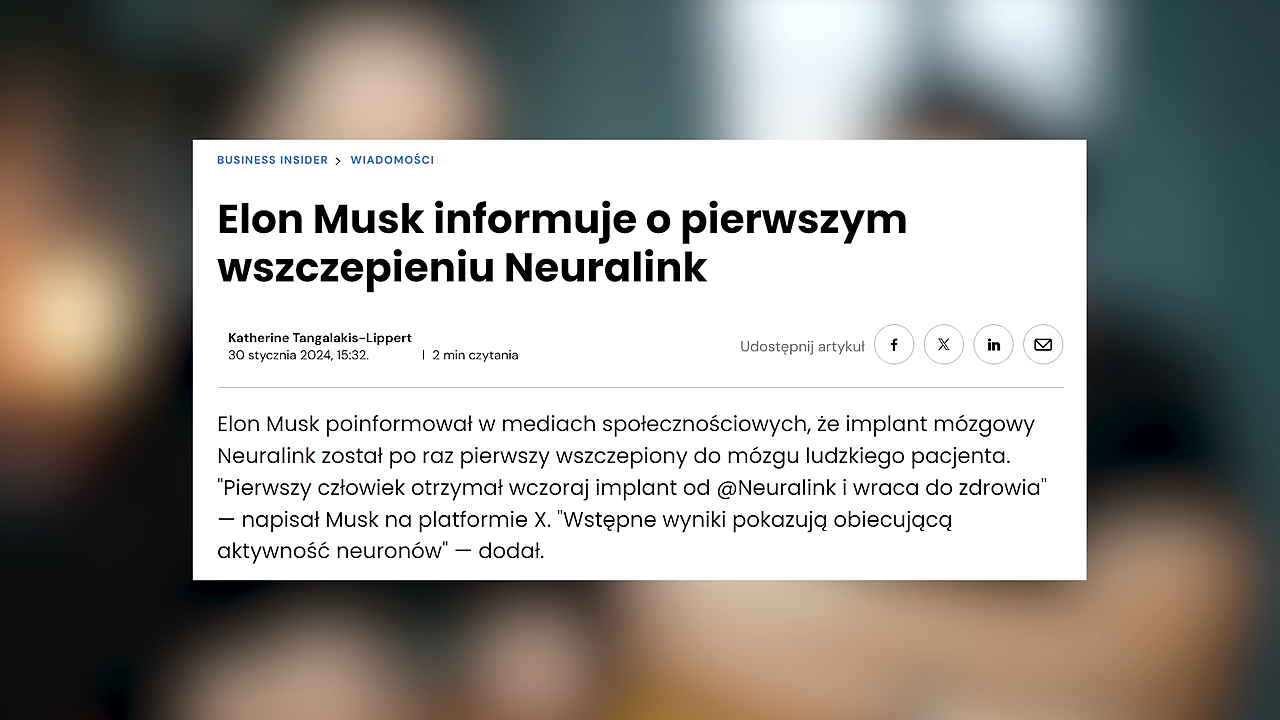 BUSINESS INSIDER > WIADOMOŚCI
Elon Musk informuje o pierwszym
wszczepieniu Neuralink
Katherine Tangalakis-Lippert
30 stycznia 2024, 15:32. | 2 min czytania
Udostępnij artykuł
Elon Musk poinformował w mediach społecznościowych, że implant mózgowy
Neuralink został po raz pierwszy wszczepiony do mózgu ludzkiego pacjenta.
"Pierwszy człowiek otrzymał wczoraj implant od @Neuralink i wraca do zdrowia"
— napisał Musk na platformie X. "Wstępne wyniki pokazują obiecującą
aktywność neuronów" — dodał.